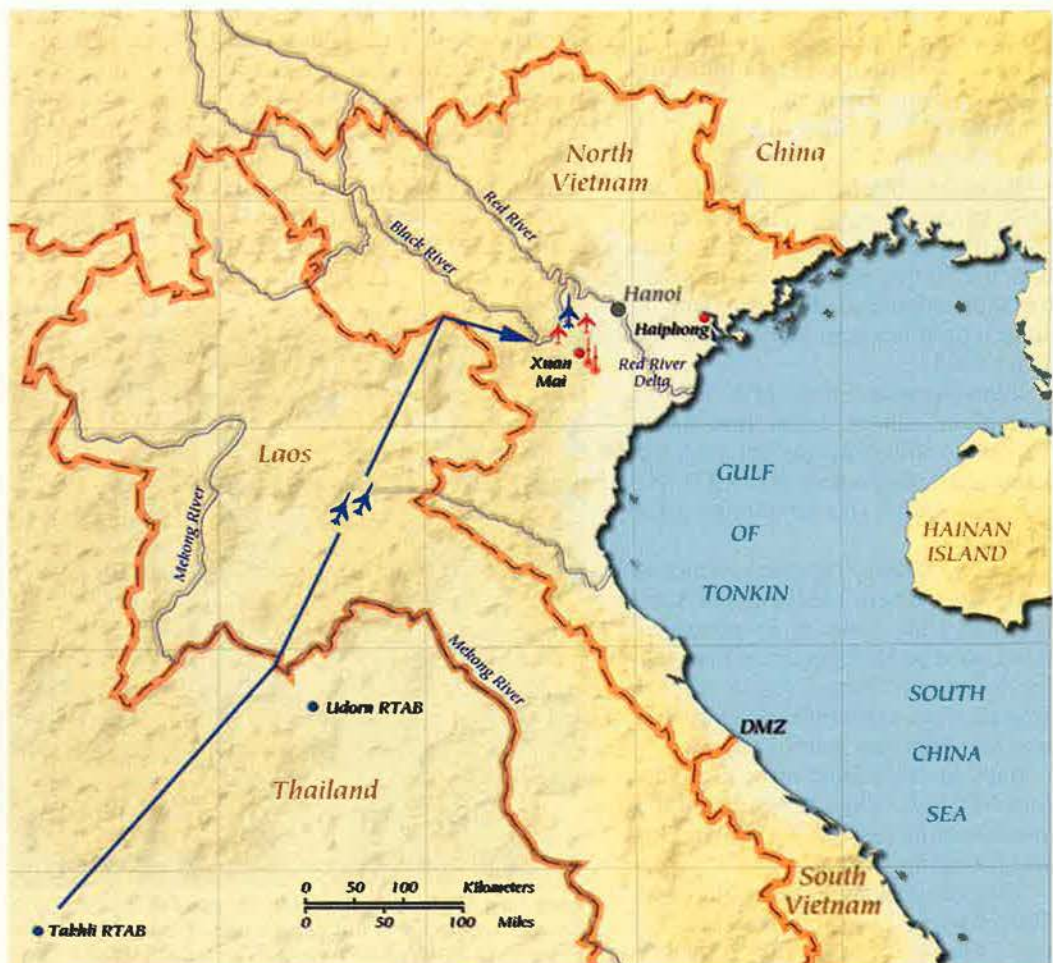 North
Vietnam
China
Red River
Black River
Hanoi
Haiphong
Xuan
Mai
Red River
Delta
Laos
Mekong River
GULF
OF
TONKIN
HAINAN
ISLAND
Mekong River
Udorn RTAB
DMZ
SOUTH
CHINA
SEA
Thailand
South
Vietnam
0 50 100 Kilometers
0 50 100 Miles
Takhli RTAB